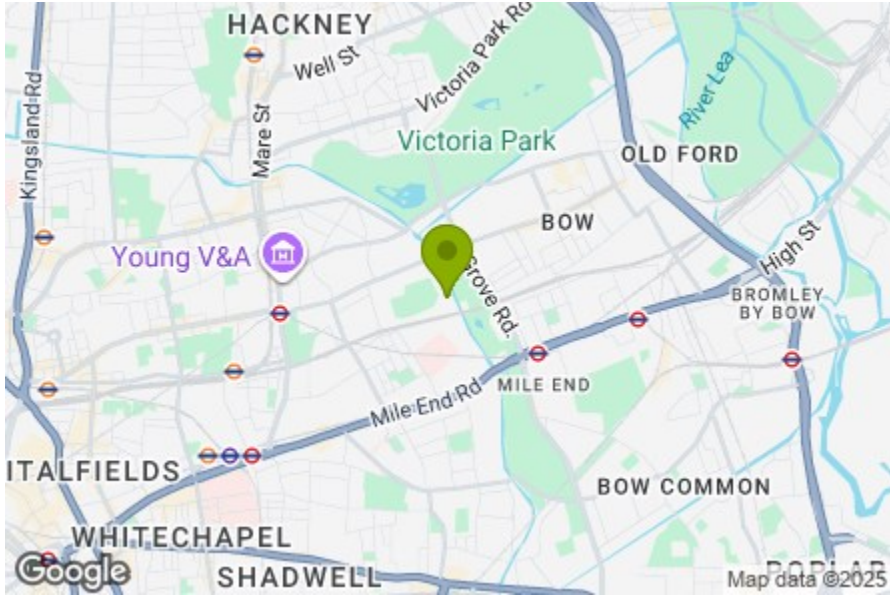 HACKNEY
Well St
Victoria Park Rd
Kingsland Rd
Mare St
River Lea
Victoria Park
OLD FORD
BOW
Young V&A
Grove Rd.
High St
BROMLEY
BY BOW
MILE END
Mile End Rd
ITALFIELDS
BOW COMMON
WHITECHAPEL
SHADWELL
POPLAR
Google
Map data ©2025